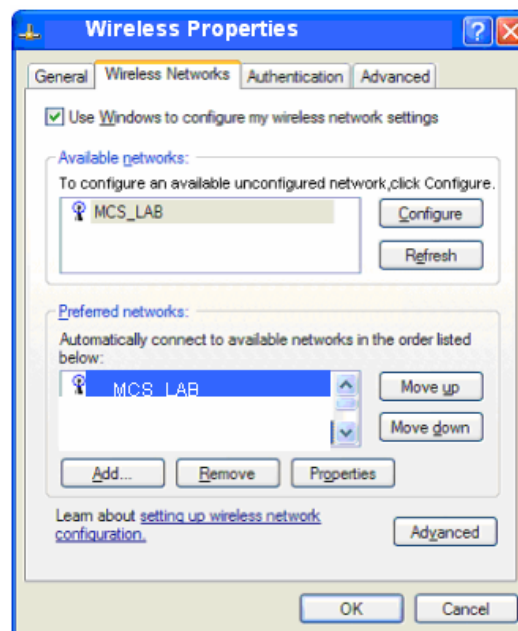 Wireless Properties
General Wireless Networks Authentication Advanced
Use Windows to configure my wireless network settings
Available networks:
To configure an available unconfigured network,click Configure.
MCS_LAB
Configure
Refresh
Preferred networks:
Automatically connect to available networks in the order listed
below:
MCS_LAB
Move up
Move down
Add... Remove Properties
Learn about setting up wireless network
configuration.
Advanced
OK Cancel